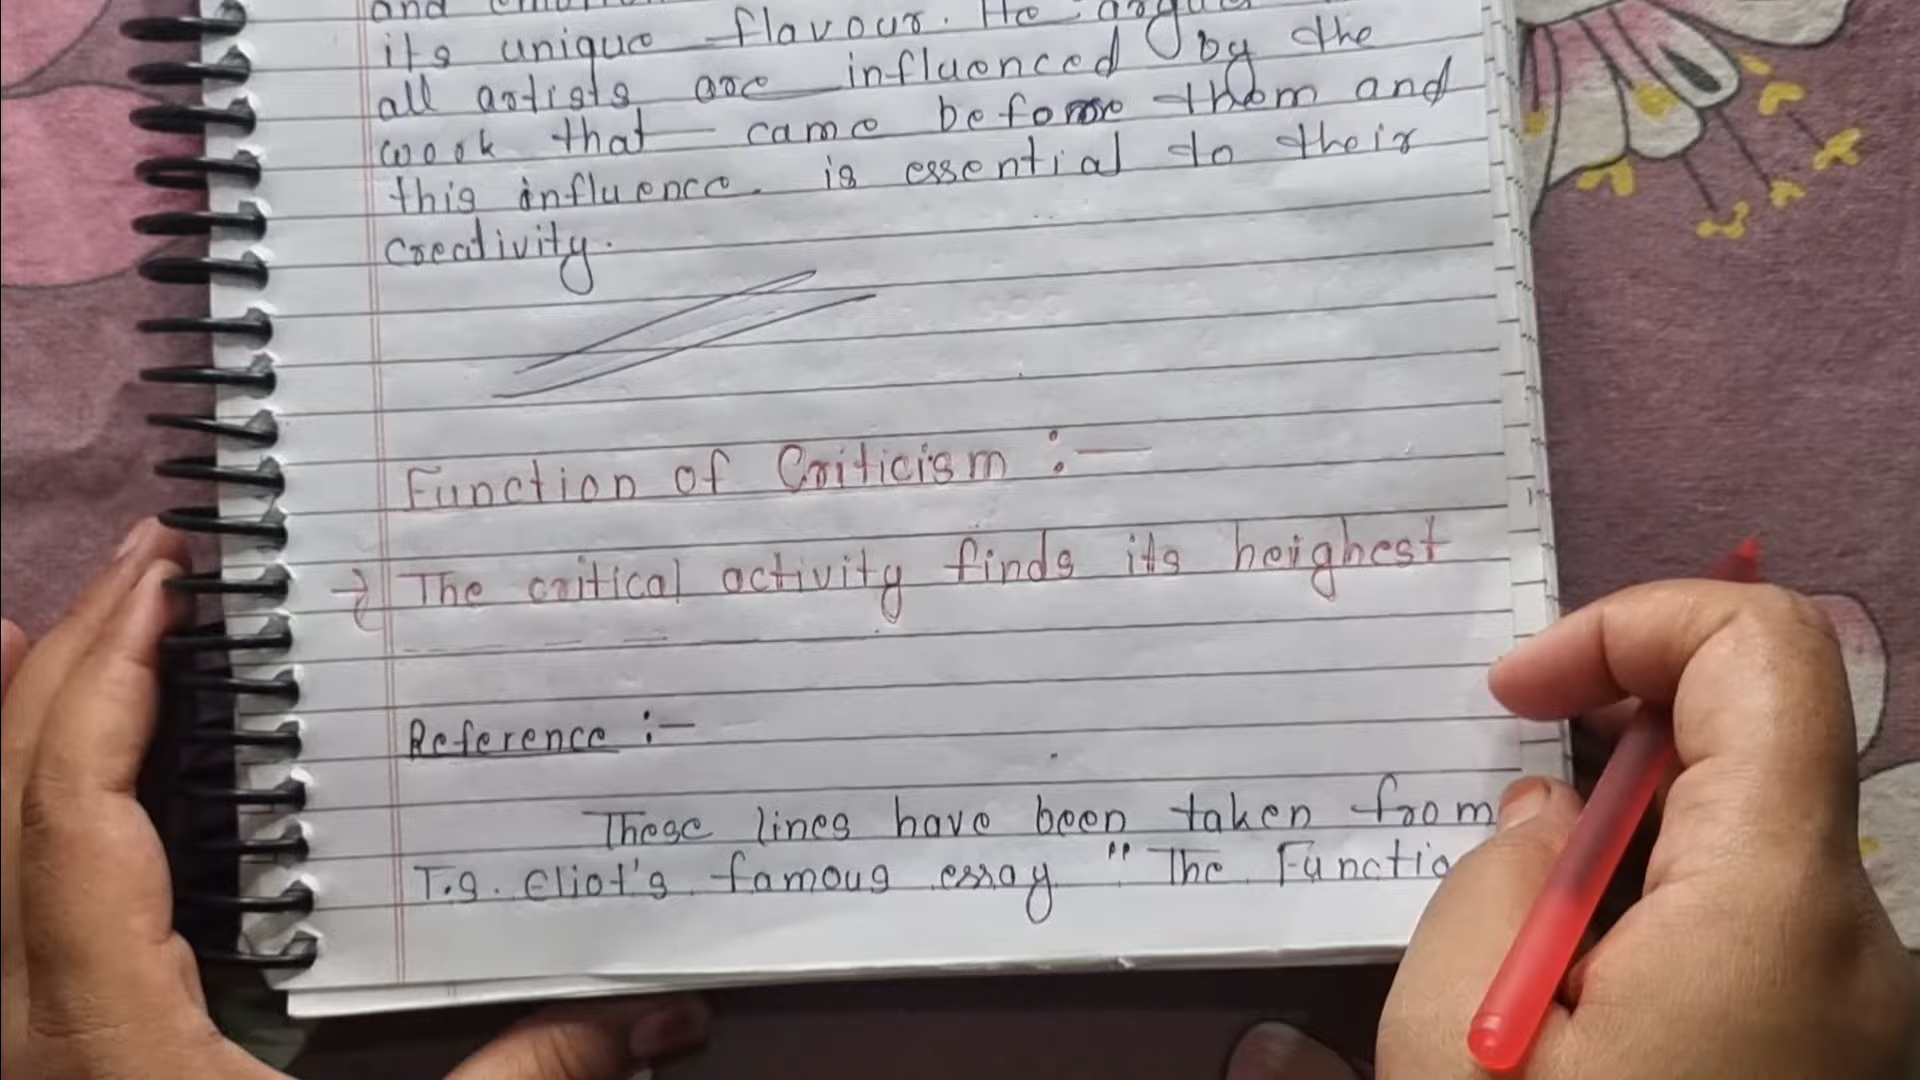 and
its unique flavour. He argues
all artists are influenced by the
work that came before them and
this influence. is essential to their
creativity.
Function of Criticism :-
→ The critical activity finds its heighest
Reference :-
These lines have been taken from
T.S. Eliot's famous essay " The Functio